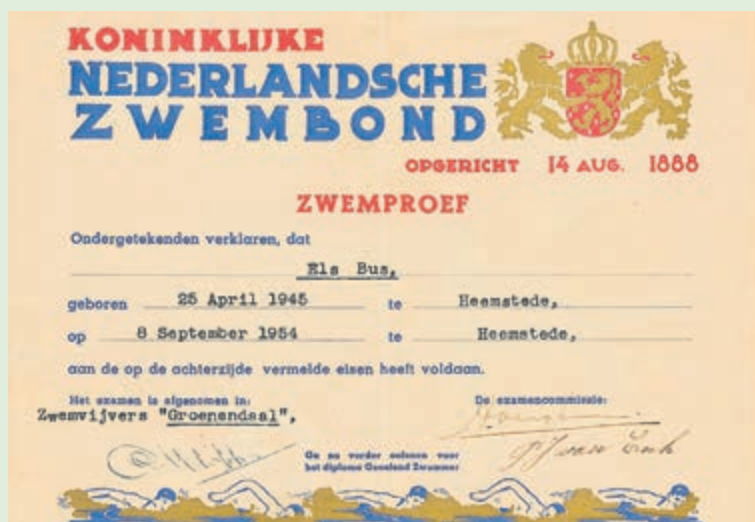 KONINKLIJKE
NEDERLANDSCHE
ZWEMBOND
OPGERICHT 14 AUG. 1888
ZWEMPROEF
Ondergetekenden verklaren, dat
Els Bus,
geboren 25 April 1945 te Heemstede,
op 8 September 1954 te Heemstede,
aan de op de achterzijde vermelde eisen heeft voldaan.
Het examen is afgenomen in: De examencommissie:
Zwemvijvers "Groenendaal",
Ga nu verder oefenen voor
het diploma Geoefend Zwemmer